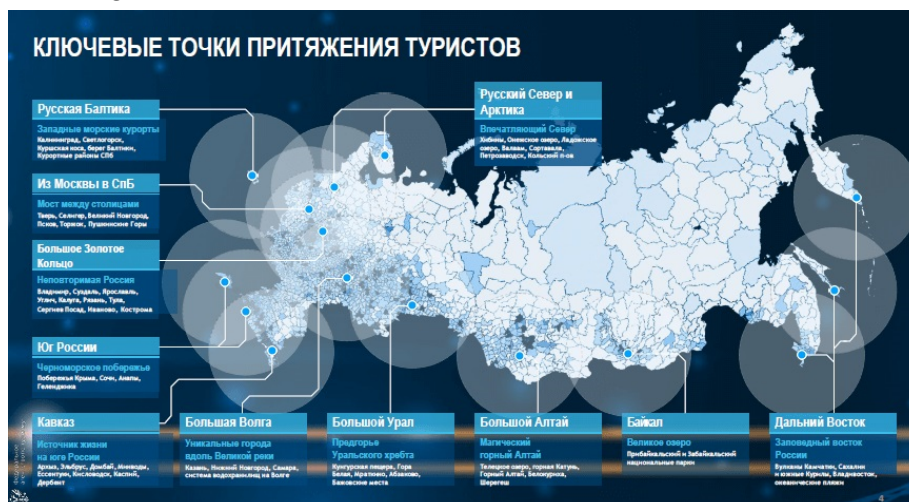 КЛЮЧЕВЫЕ ТОЧКИ ПРИТЯЖЕНИЯ ТУРИСТОВ
Русская Балтика
Западные морские курорты
Калининград, Светлогорск,
Куршская коса, берег Балтики,
Курортные районы СПб
Из Москвы в СпБ
Мост между столицами
Тверь, Селигер, Великий Новгород,
Псков, Торжок, Пушкинские Горы
Большое Золотое
Кольцо
Неповторимая Россия
Владимир, Суздаль, Ярославль,
Углич, Калуга, Рязань, Тула,
Сергиев Посад, Иваново, Кострома
Юг России
Черноморское побережье
Побережья Крыма, Сочи, Анапы,
Геленджика
Русский Север и
Арктика
Впечатляющий Север
Хибины, Онежское озеро, Ладожское
озеро, Валаам, Сортавала,
Петрозаводск, Кольский п-ов
Кавказ
Источник жизни
на юге России
Архыз, Эльбрус, Домбай, Минводы,
Ессентуки, Кисловодск, Каспий,
Дербент
Большая Волга
Уникальные города
вдоль Великой реки
Казань, Нижний Новгород, Самара,
система водохранилищ на Волге
Большой Урал
Предгорье
Уральского хребта
Кунгурская пещера, Гора
Белая, Мраткино, Абзаково,
Бажовские места
Большой Алтай
Магический
горный Алтай
Телецкое озеро, горная Катунь,
Горный Алтай, Белокуриха,
Шерегеш
Байкал
Великое озеро
Прибайкальский и Забайкальский
национальные парки
Дальний Восток
Заповедный восток
России
Вулканы Камчатки, Сахалин
и южные Курилы, Владивосток,
океанические пляжи
4